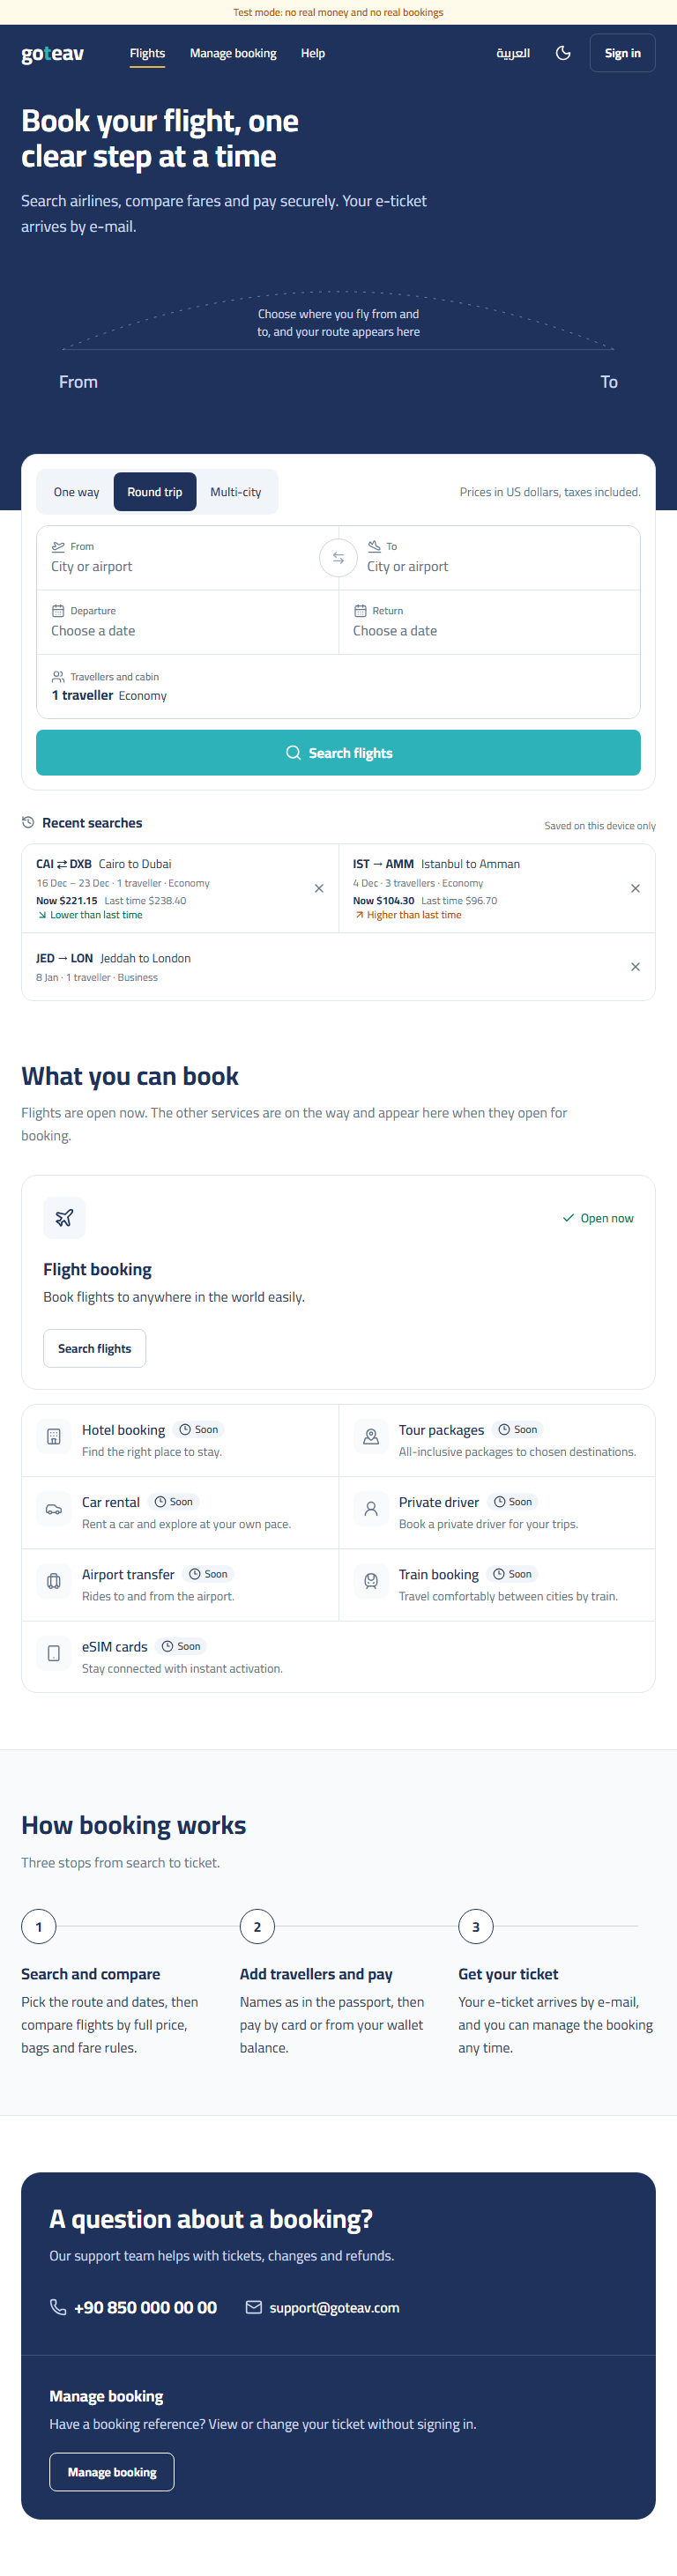 Test mode: no real money and no real bookings
goteav
Flights
Manage booking
Help
العربية
Sign in
Book your flight, one
clear step at a time
Search airlines, compare fares and pay securely. Your e-ticket
arrives by e-mail.
Choose where you fly from and
to, and your route appears here
From
To
One way
Round trip
Multi-city
Prices in US dollars, taxes included.
From
City or airport
To
City or airport
Departure
Choose a date
Return
Choose a date
Travellers and cabin
1 traveller Economy
Search flights
Recent searches
Saved on this device only
CAI ⇄ DXB Cairo to Dubai
16 Dec – 23 Dec · 1 traveller · Economy
Now $221.15 Last time $238.40
Lower than last time
IST → AMM Istanbul to Amman
4 Dec · 3 travellers · Economy
Now $104.30 Last time $96.70
Higher than last time
JED → LON Jeddah to London
8 Jan · 1 traveller · Business
What you can book
Flights are open now. The other services are on the way and appear here when they open for
booking.
Open now
Flight booking
Book flights to anywhere in the world easily.
Search flights
Hotel booking Soon
Find the right place to stay.
Tour packages Soon
All-inclusive packages to chosen destinations.
Car rental Soon
Rent a car and explore at your own pace.
Private driver Soon
Book a private driver for your trips.
Airport transfer Soon
Rides to and from the airport.
Train booking Soon
Travel comfortably between cities by train.
eSIM cards Soon
Stay connected with instant activation.
How booking works
Three stops from search to ticket.
1
Search and compare
Pick the route and dates, then
compare flights by full price,
bags and fare rules.
2
Add travellers and pay
Names as in the passport, then
pay by card or from your wallet
balance.
3
Get your ticket
Your e-ticket arrives by e-mail,
and you can manage the booking
any time.
A question about a booking?
Our support team helps with tickets, changes and refunds.
+90 850 000 00 00
support@goteav.com
Manage booking
Have a booking reference? View or change your ticket without signing in.
Manage booking